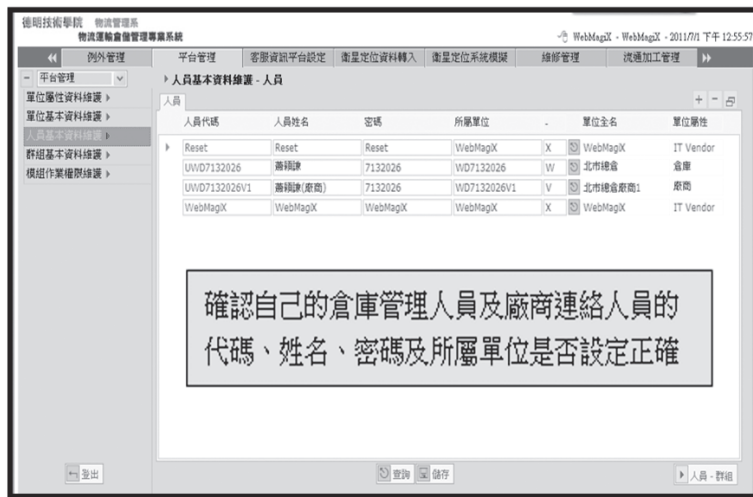 德明技術學院 物流管理系
物流運輸倉儲管理專業系統
WebMagiX - WebMagiX - 2011/7/1 下午 12:55:57
例外管理 平台管理 客服資訊平台設定 衛星定位資料轉入 衛星定位系統模擬 維修管理 流通加工管理
平台管理
人員基本資料維護 - 人員
單位屬性資料維護
單位基本資料維護
人員基本資料維護
群組基本資料維護
模組作業權限維護
人員
人員代碼 人員姓名 密碼 所屬單位 - 單位全名 單位屬性
Reset Reset Reset WebMagiX X WebMagiX IT Vendor
UWD7132026 蕭穎謙 7132026 WD7132026 W 北市總倉 倉庫
UWD7132026V1 蕭穎謙(廠商) 7132026 WD7132026V1 V 北市總倉廠商1 廠商
WebMagiX WebMagiX WebMagiX WebMagiX X WebMagiX IT Vendor
確認自己的倉庫管理人員及廠商連絡人員的
代碼、姓名、密碼及所屬單位是否設定正確
登出 查詢 儲存 人員 - 群組